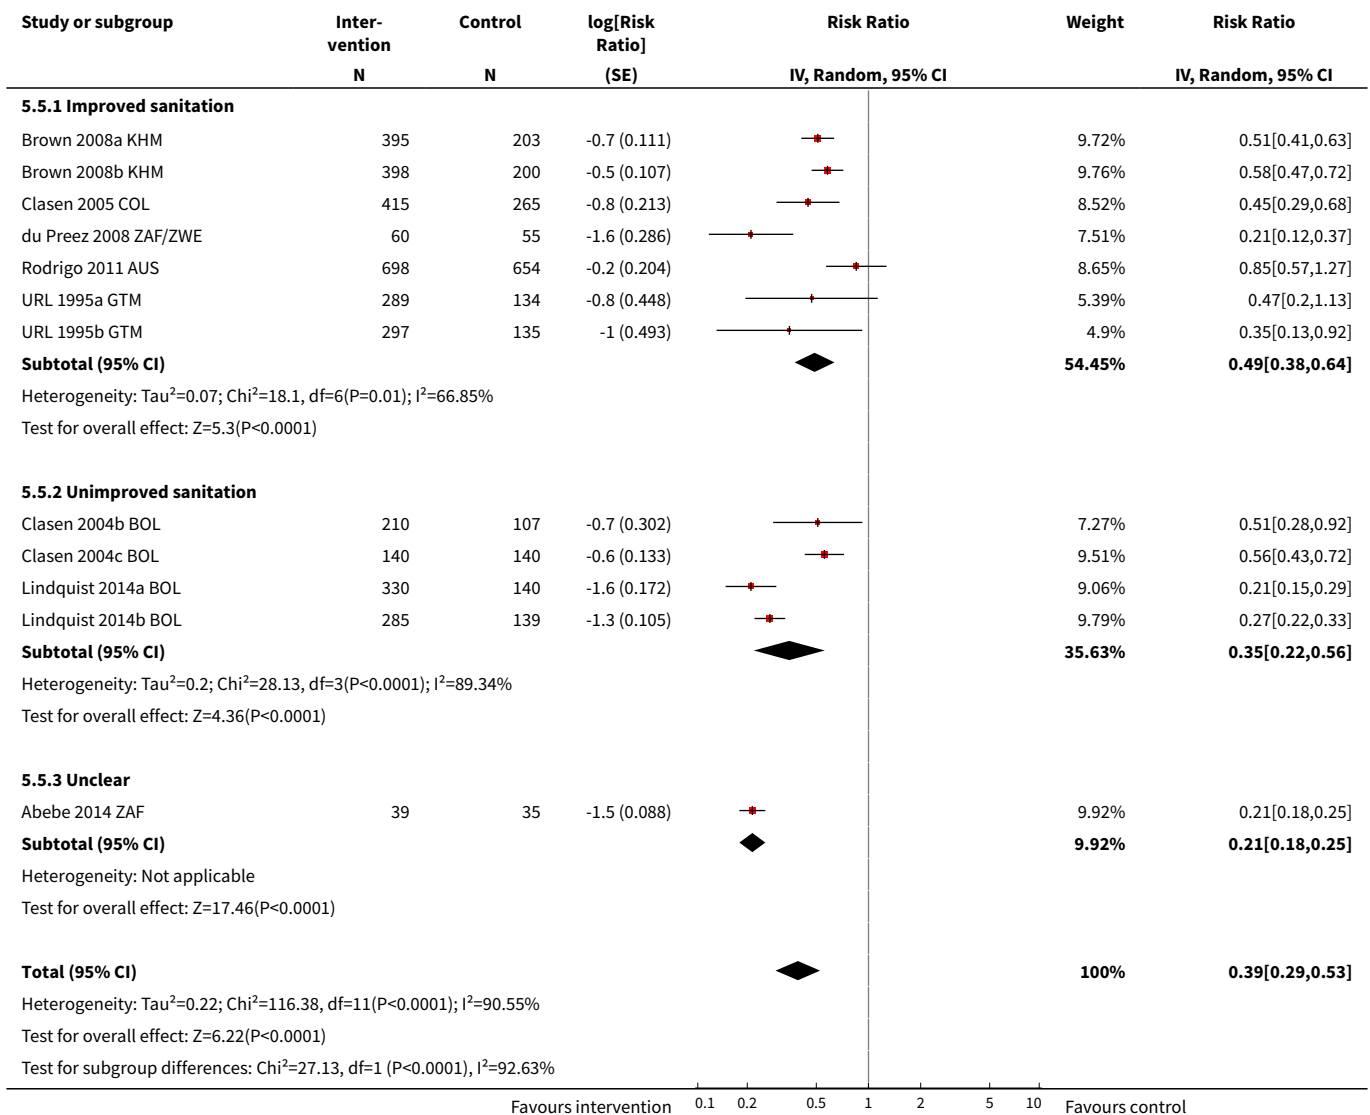 Study or subgroup Inter- Control log[Risk Risk Ratio Weight Risk Ratio
vention Ratio]
N N (SE) IV, Random, 95% CI IV, Random, 95% CI
5.5.1 Improved sanitation
Brown 2008a KHM 395 203 -0.7 (0.111) 9.72% 0.51[0.41,0.63]
Brown 2008b KHM 398 200 -0.5 (0.107) 9.76% 0.58[0.47,0.72]
Clasen 2005 COL 415 265 -0.8 (0.213) 8.52% 0.45[0.29,0.68]
du Preez 2008 ZAF/ZWE 60 55 -1.6 (0.286) 7.51% 0.21[0.12,0.37]
Rodrigo 2011 AUS 698 654 -0.2 (0.204) 8.65% 0.85[0.57,1.27]
URL 1995a GTM 289 134 -0.8 (0.448) 5.39% 0.47[0.2,1.13]
URL 1995b GTM 297 135 -1 (0.493) 4.9% 0.35[0.13,0.92]
Subtotal (95% CI) 54.45% 0.49[0.38,0.64]
Heterogeneity: Tau²=0.07; Chi²=18.1, df=6(P=0.01); I²=66.85%
Test for overall effect: Z=5.3(P<0.0001)
5.5.2 Unimproved sanitation
Clasen 2004b BOL 210 107 -0.7 (0.302) 7.27% 0.51[0.28,0.92]
Clasen 2004c BOL 140 140 -0.6 (0.133) 9.51% 0.56[0.43,0.72]
Lindquist 2014a BOL 330 140 -1.6 (0.172) 9.06% 0.21[0.15,0.29]
Lindquist 2014b BOL 285 139 -1.3 (0.105) 9.79% 0.27[0.22,0.33]
Subtotal (95% CI) 35.63% 0.35[0.22,0.56]
Heterogeneity: Tau²=0.2; Chi²=28.13, df=3(P<0.0001); I²=89.34%
Test for overall effect: Z=4.36(P<0.0001)
5.5.3 Unclear
Abebe 2014 ZAF 39 35 -1.5 (0.088) 9.92% 0.21[0.18,0.25]
Subtotal (95% CI) 9.92% 0.21[0.18,0.25]
Heterogeneity: Not applicable
Test for overall effect: Z=17.46(P<0.0001)
Total (95% CI) 100% 0.39[0.29,0.53]
Heterogeneity: Tau²=0.22; Chi²=116.38, df=11(P<0.0001); I²=90.55%
Test for overall effect: Z=6.22(P<0.0001)
Test for subgroup differences: Chi²=27.13, df=1 (P<0.0001), I²=92.63%
Favours intervention 0.1 0.2 0.5 1 2 5 10 Favours control